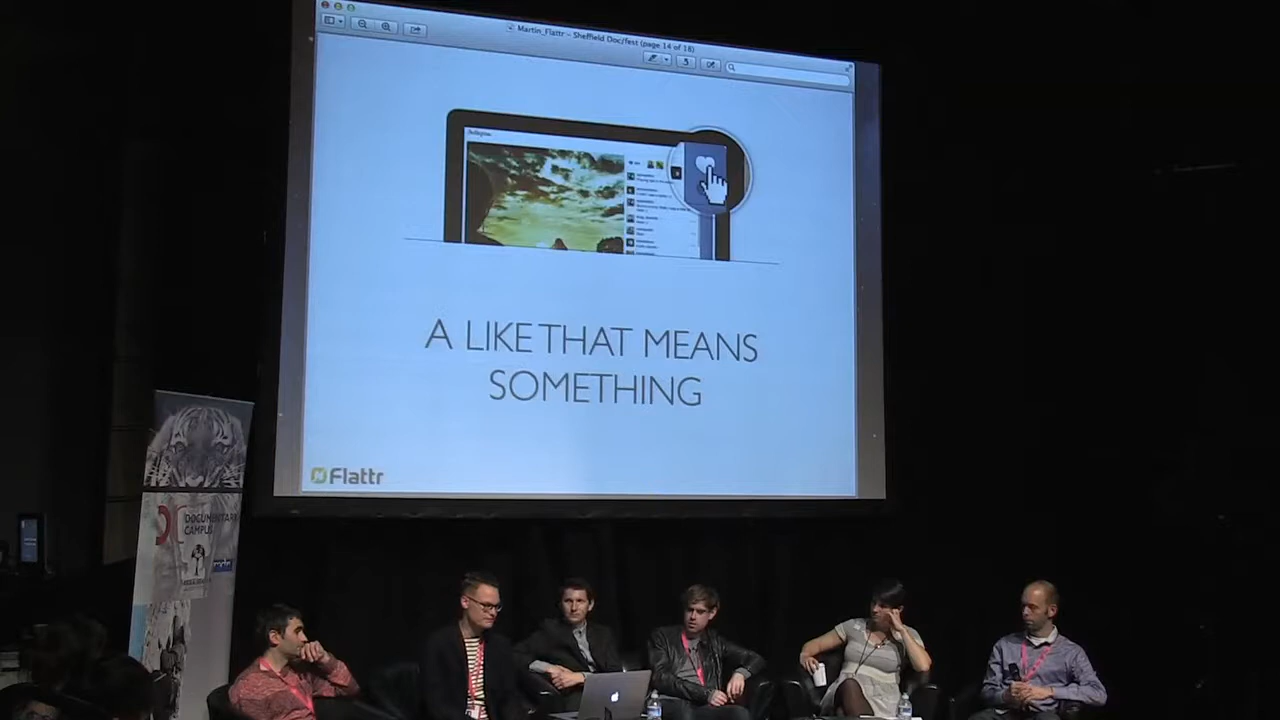 Martin_Flattr – Sheffield Doc/fest (page 14 of 18)
A LIKE THAT MEANS
SOMETHING
Flattr
DOCUMENTARY
CAMPUS